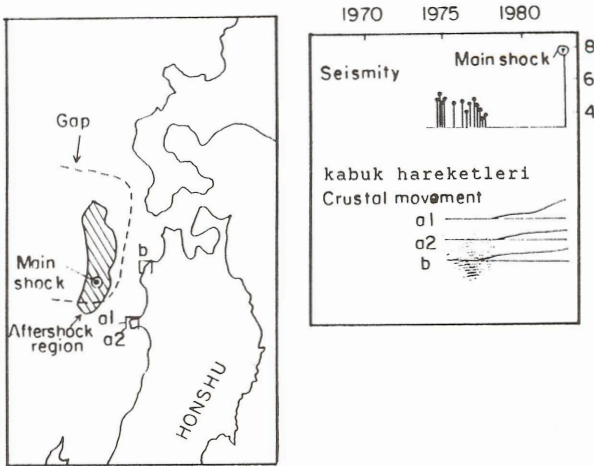 Gap
Main
shock
Aftershock
region
b
a1
a2
HONSHU
1970 1975 1980
Seismity
Main shock
8
6
4
kabuk hareketleri
Crustal movement
a1
a2
b